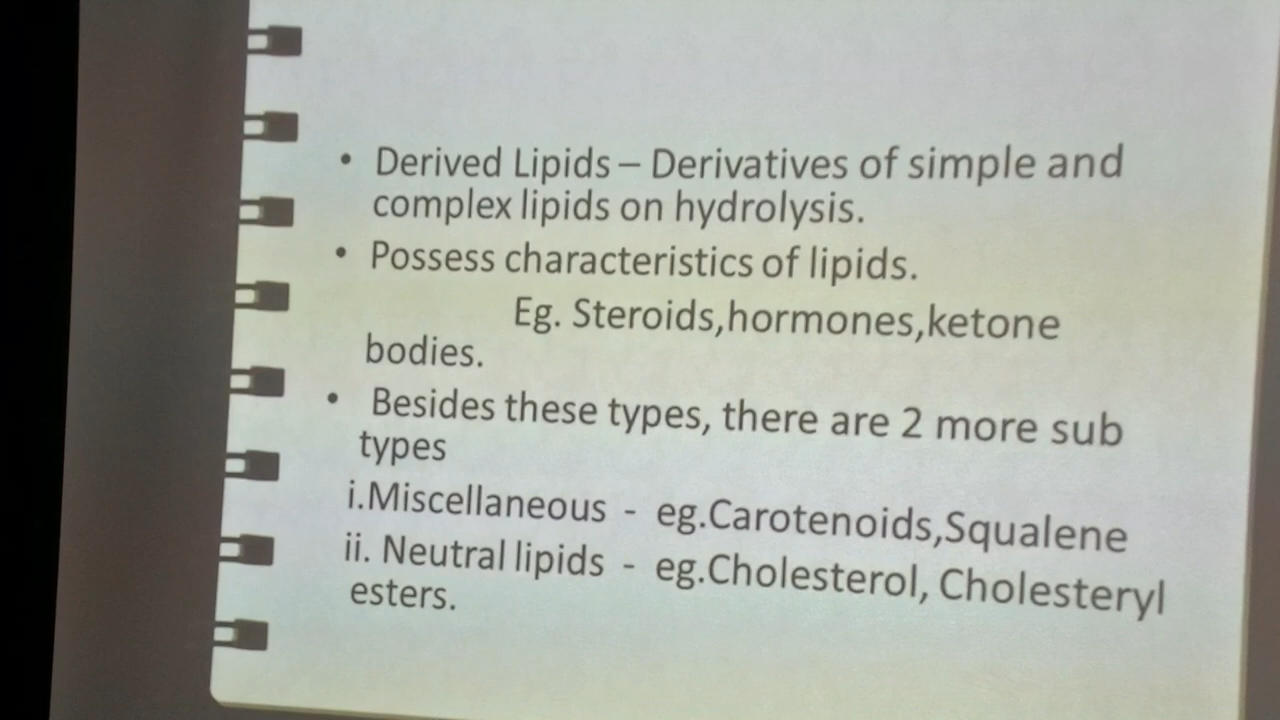 • Derived Lipids – Derivatives of simple and
complex lipids on hydrolysis.
• Possess characteristics of lipids.
Eg. Steroids,hormones,ketone
bodies.
• Besides these types, there are 2 more sub
types
i.Miscellaneous - eg.Carotenoids,Squalene
ii. Neutral lipids - eg.Cholesterol, Cholesteryl
esters.